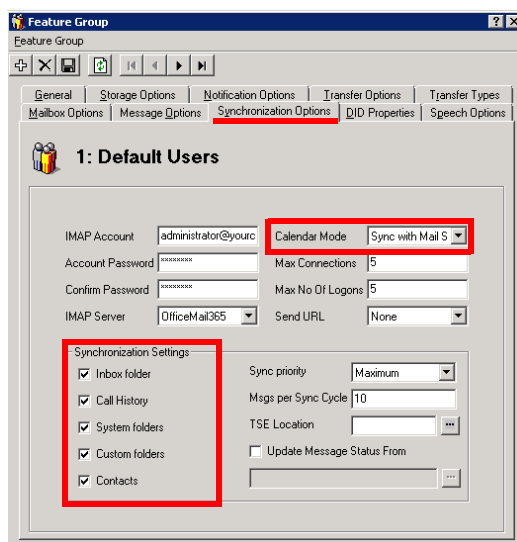 Feature Group
Feature Group
General Storage Options Notification Options Transfer Options Transfer Types
Mailbox Options Message Options Synchronization Options DID Properties Speech Options
1: Default Users
IMAP Account administrator@yourc Calendar Mode Sync with Mail S
Account Password xxxxxxxx Max Connections 5
Confirm Password xxxxxxxx Max No Of Logons 5
IMAP Server OfficeMail365 Send URL None
Synchronization Settings
Inbox folder Sync priority Maximum
Call History Msgs per Sync Cycle 10
System folders TSE Location ...
Custom folders Update Message Status From
Contacts ...